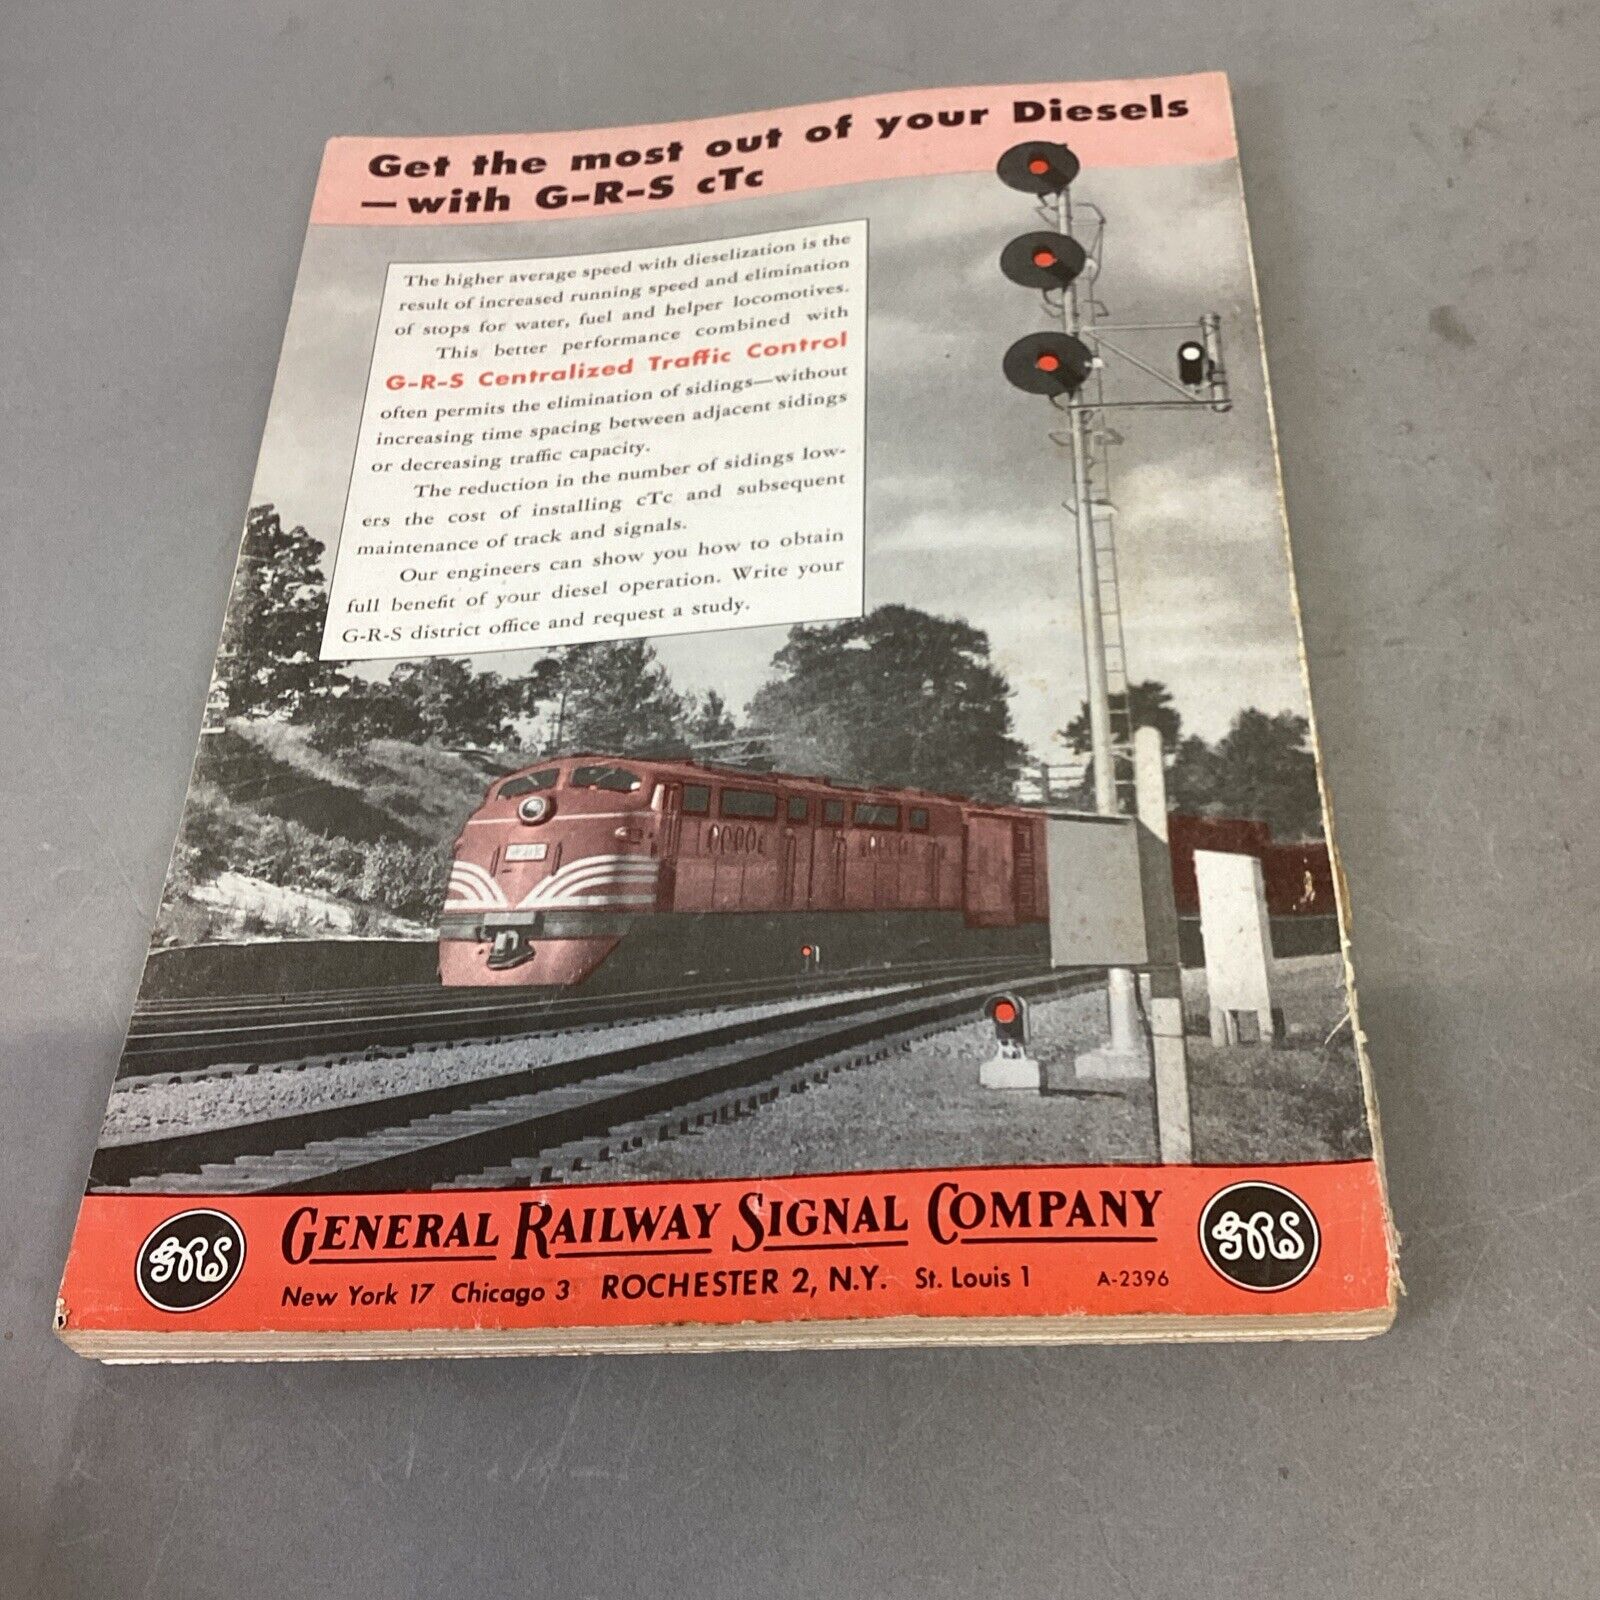 Get the most out of your Diesels
—with G-R-S cTc
The higher average speed with dieselization is the
result of increased running speed and elimination
of stops for water, fuel and helper locomotives.
This better performance combined with
G-R-S Centralized Traffic Control
often permits the elimination of sidings—without
increasing time spacing between adjacent sidings
or decreasing traffic capacity.
The reduction in the number of sidings low-
ers the cost of installing cTc and subsequent
maintenance of track and signals.
Our engineers can show you how to obtain
full benefit of your diesel operation. Write your
G-R-S district office and request a study.
GRS GENERAL RAILWAY SIGNAL COMPANY GRS
New York 17 Chicago 3 ROCHESTER 2, N.Y. St. Louis 1 A-2396